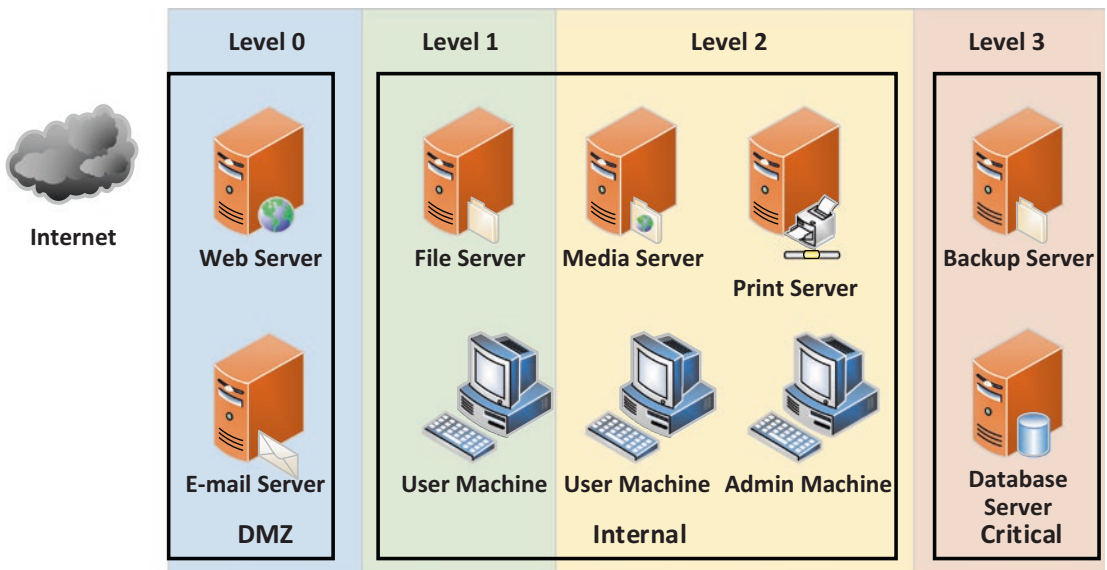 Level 0
Level 1
Level 2
Level 3
Internet
Web Server
File Server
Media Server
Print Server
Backup Server
E-mail Server
User Machine
User Machine
Admin Machine
Database
Server
DMZ
Internal
Critical